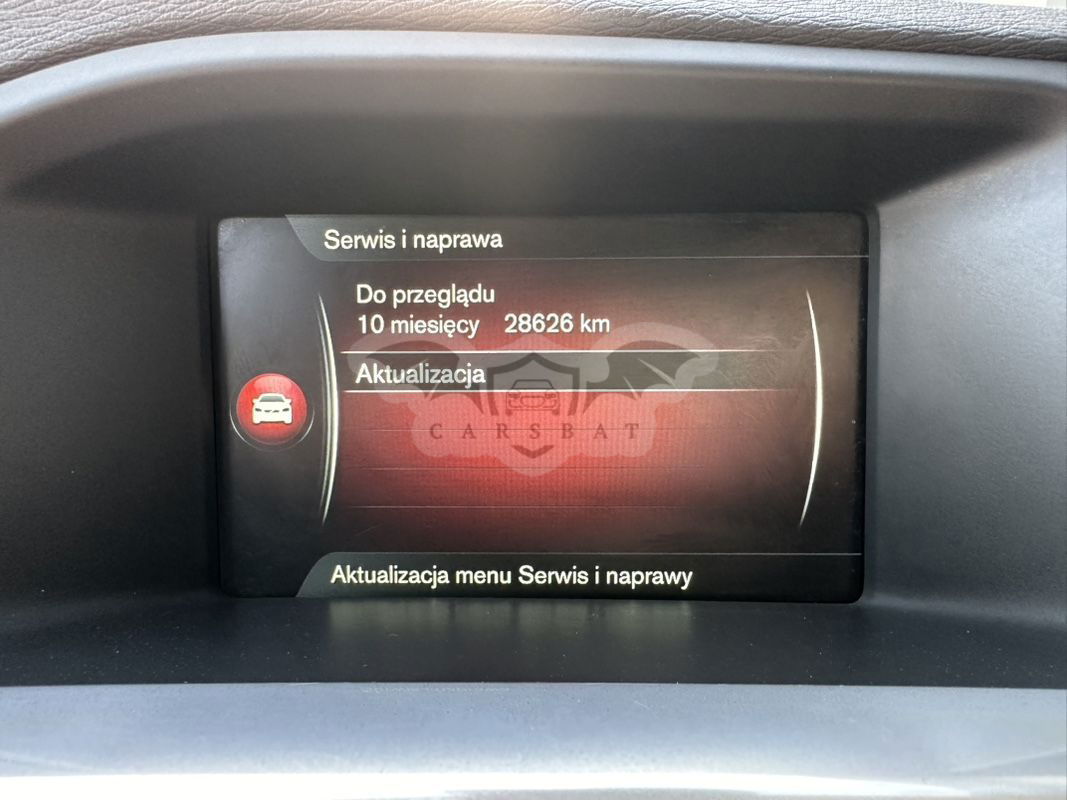 Serwis i naprawa
Do przeglądu
10 miesięcy 28626 km
Aktualizacja
CARSBAT
Aktualizacja menu Serwis i naprawy